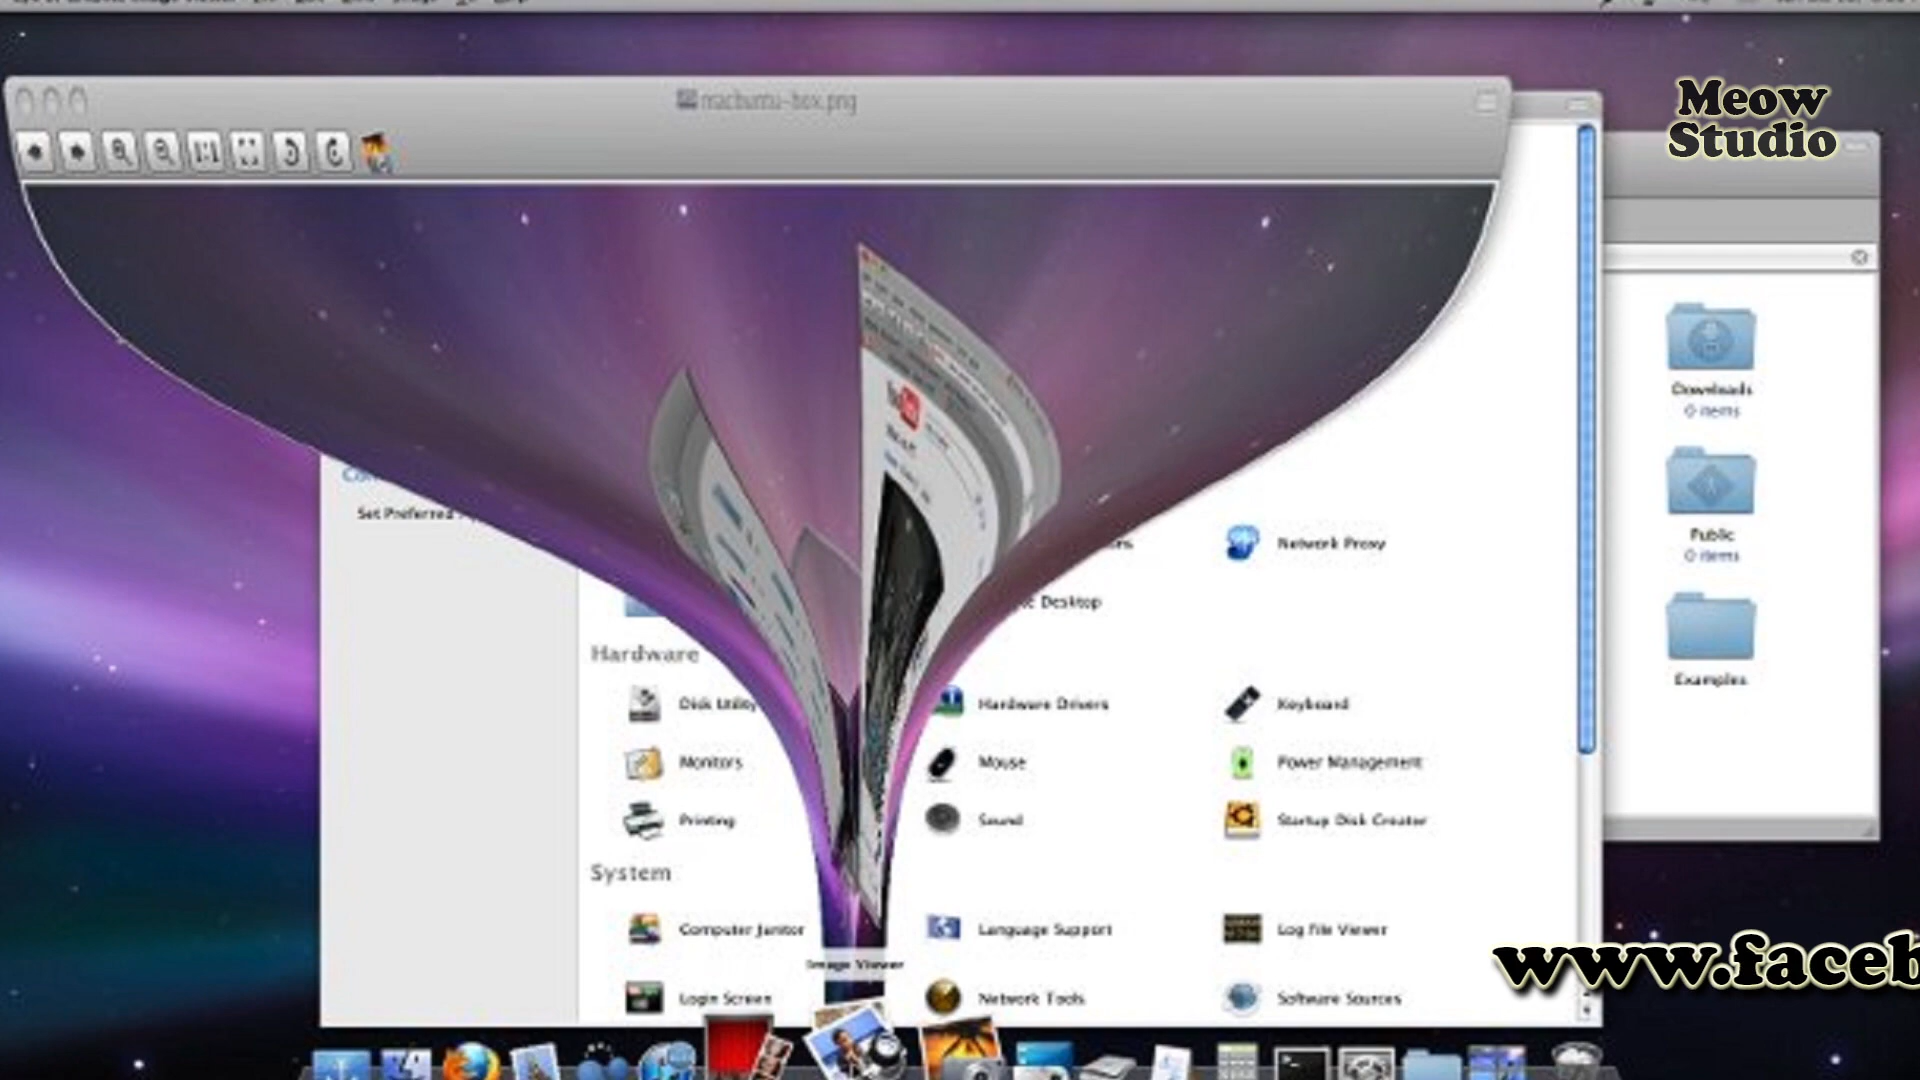 macbuntu-box.png
Meow
Studio
Downloads
0 items
Set Preferred
Public
0 items
Network Proxy
Desktop
Hardware
Examples
Disk Utility
Hardware Drivers
Keyboard
Monitors
Mouse
Power Management
Printing
Sound
Startup Disk Creator
System
Computer Janitor
Language Support
Log File Viewer
www.faceb
Image Viewer
Login Screen
Network Tools
Software Sources